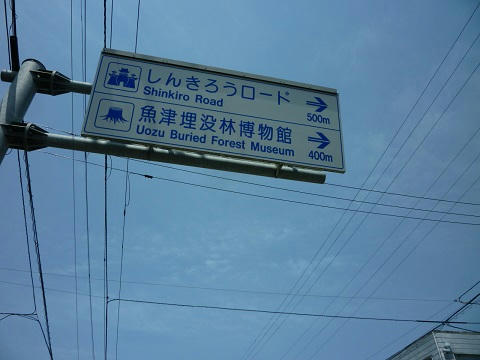 しんきろうロード
Shinkiro Road
500m
魚津埋没林博物館
Uozu Buried Forest Museum
400m